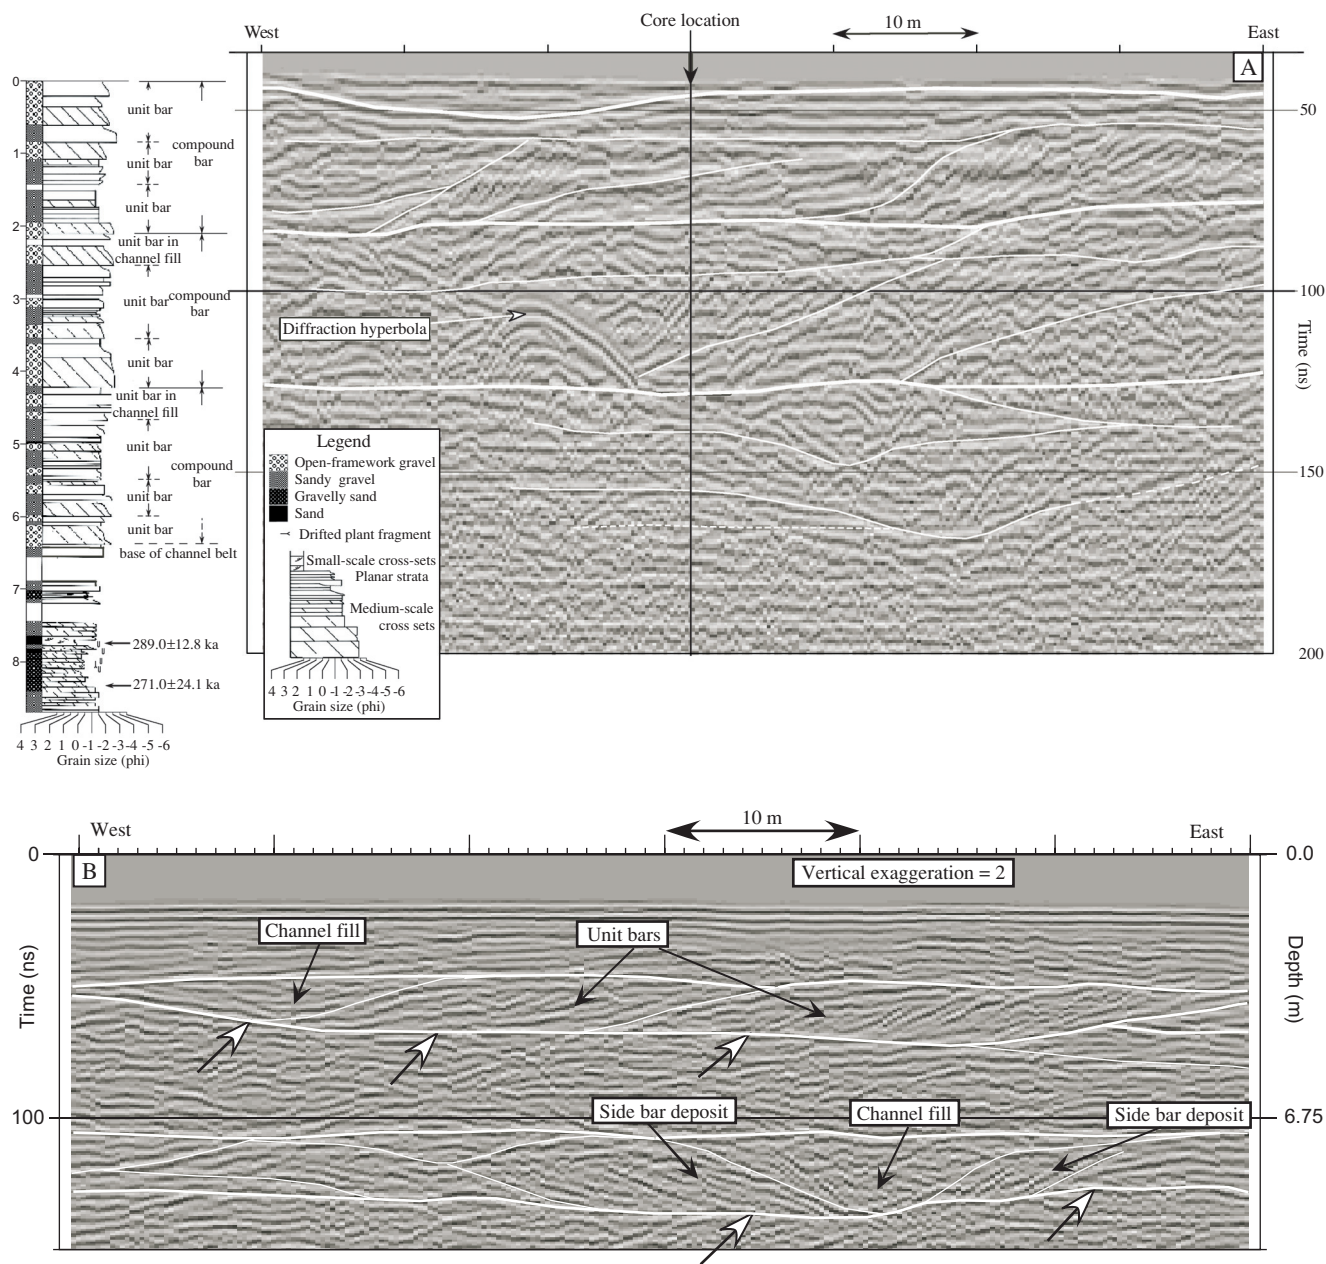 Core location
West
10 m
East
A
0
unit bar
compound
bar
1
unit bar
unit bar
2
unit bar in
channel fill
unit bar
compound
bar
3
unit bar
4
unit bar in
channel fill
unit bar
5
compound
bar
unit bar
6
unit bar
base of channel belt
7
289.0±12.8 ka
8
271.0±24.1 ka
4 3 2 1 0 -1 -2 -3 -4 -5 -6
Grain size (phi)
50
100
Time (ns)
150
200
Diffraction hyperbola
Legend
Open-framework gravel
Sandy gravel
Gravelly sand
Sand
Drifted plant fragment
Small-scale cross-sets
Planar strata
Medium-scale
cross sets
4 3 2 1 0 -1 -2 -3 -4 -5 -6
Grain size (phi)
West
10 m
East
0
B
Vertical exaggeration = 2
0.0
Channel fill
Unit bars
Time (ns)
Depth (m)
100
Side bar deposit
Channel fill
Side bar deposit
6.75